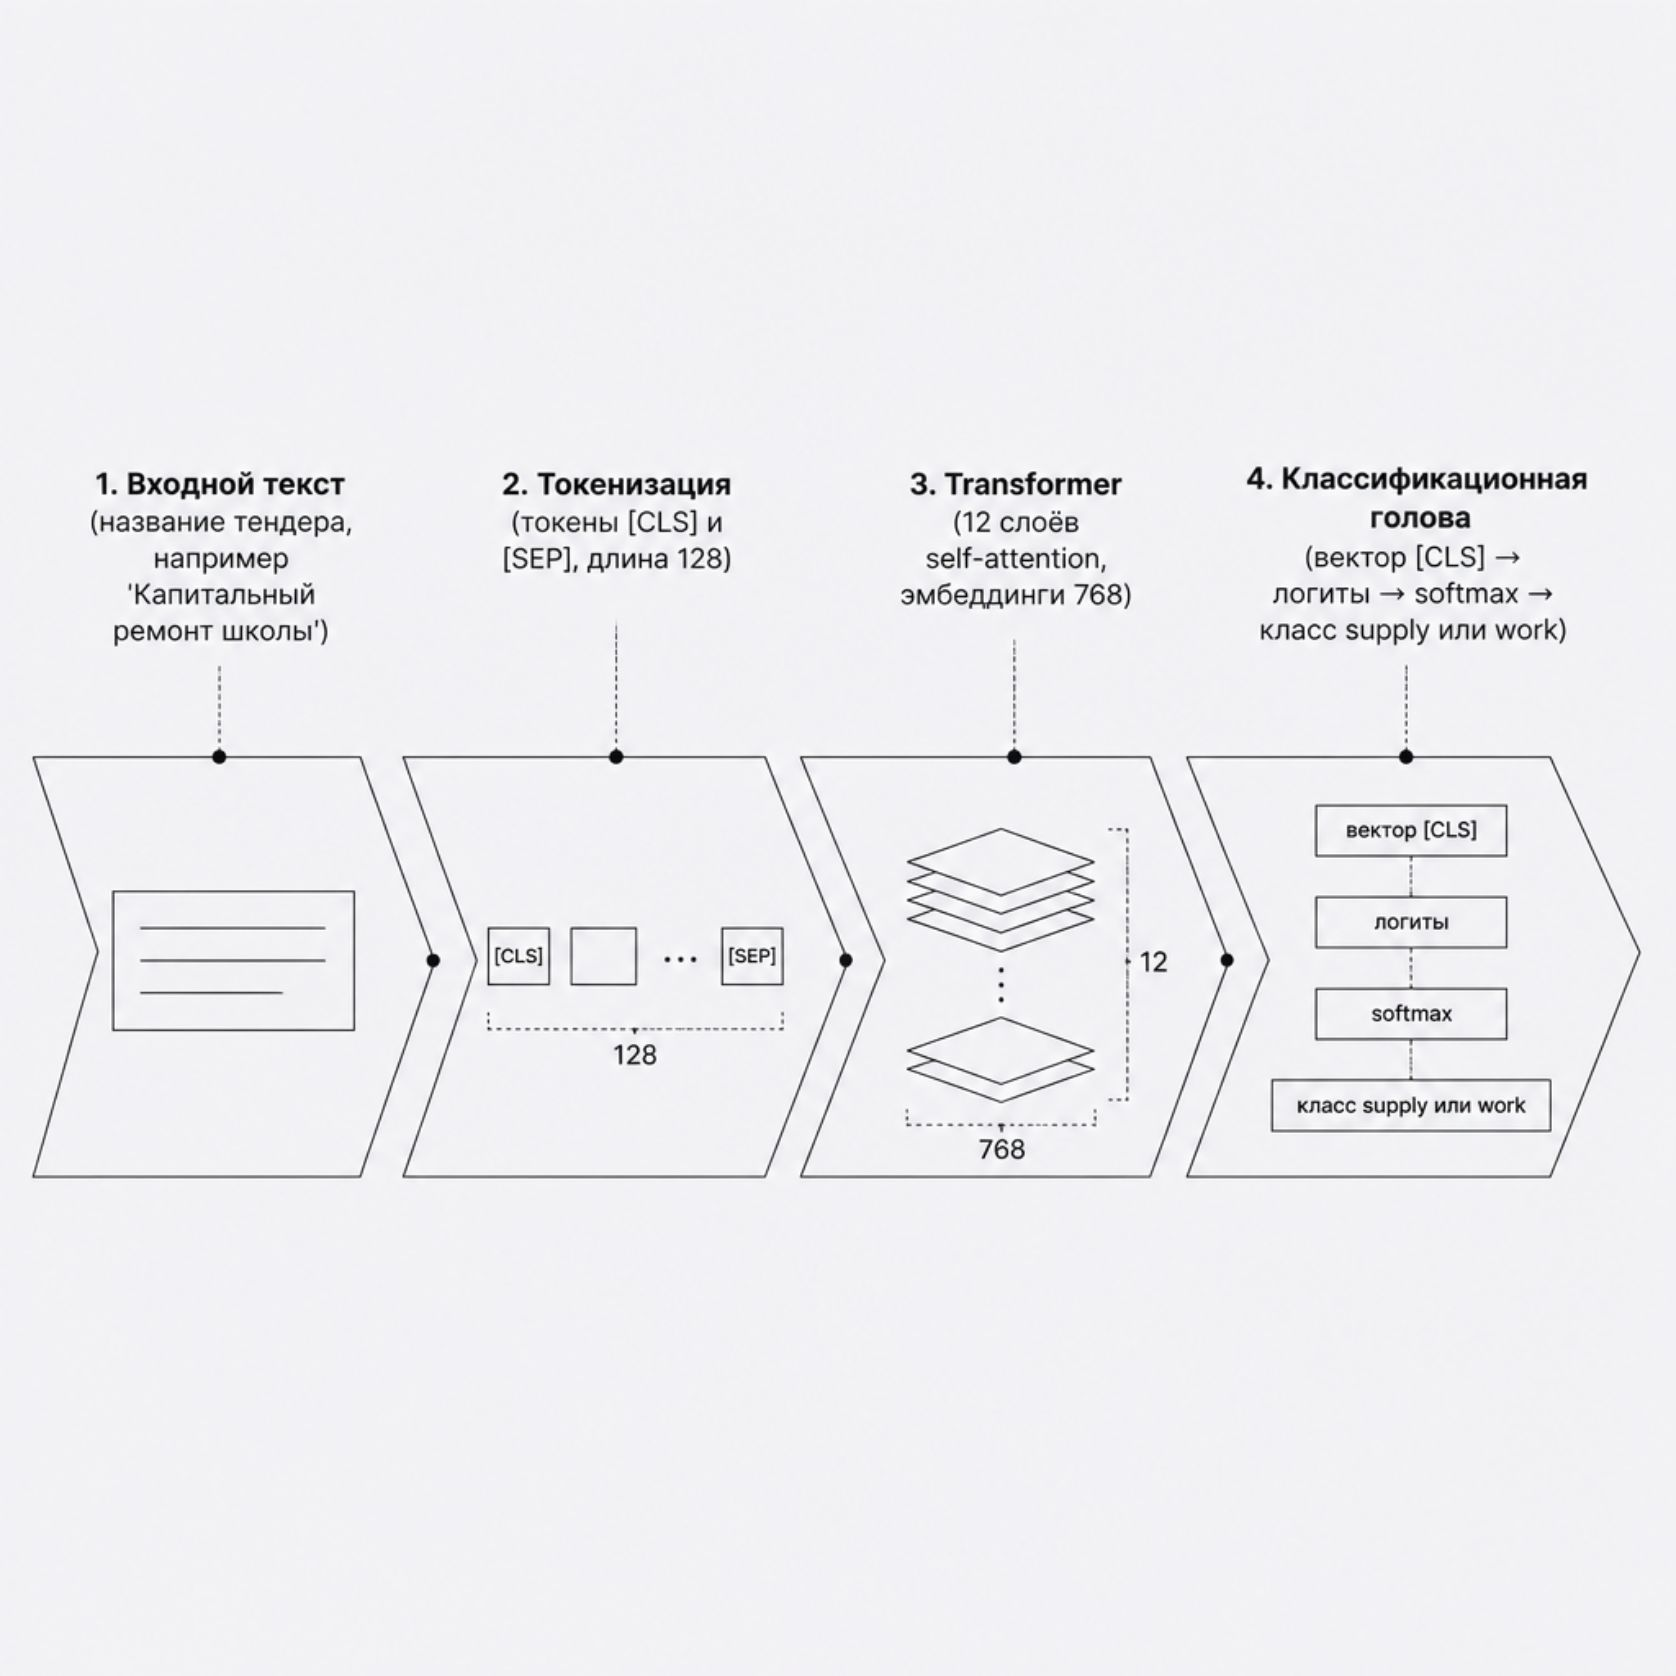 1. Входной текст
(название тендера,
например
'Капитальный
ремонт школы')
2. Токенизация
(токены [CLS] и
[SEP], длина 128)
3. Transformer
(12 слоёв
self-attention,
эмбеддинги 768)
4. Классификационная
голова
(вектор [CLS] →
логиты → softmax →
класс supply или work)
[CLS]
...
[SEP]
128
12
768
вектор [CLS]
логиты
softmax
класс supply или work